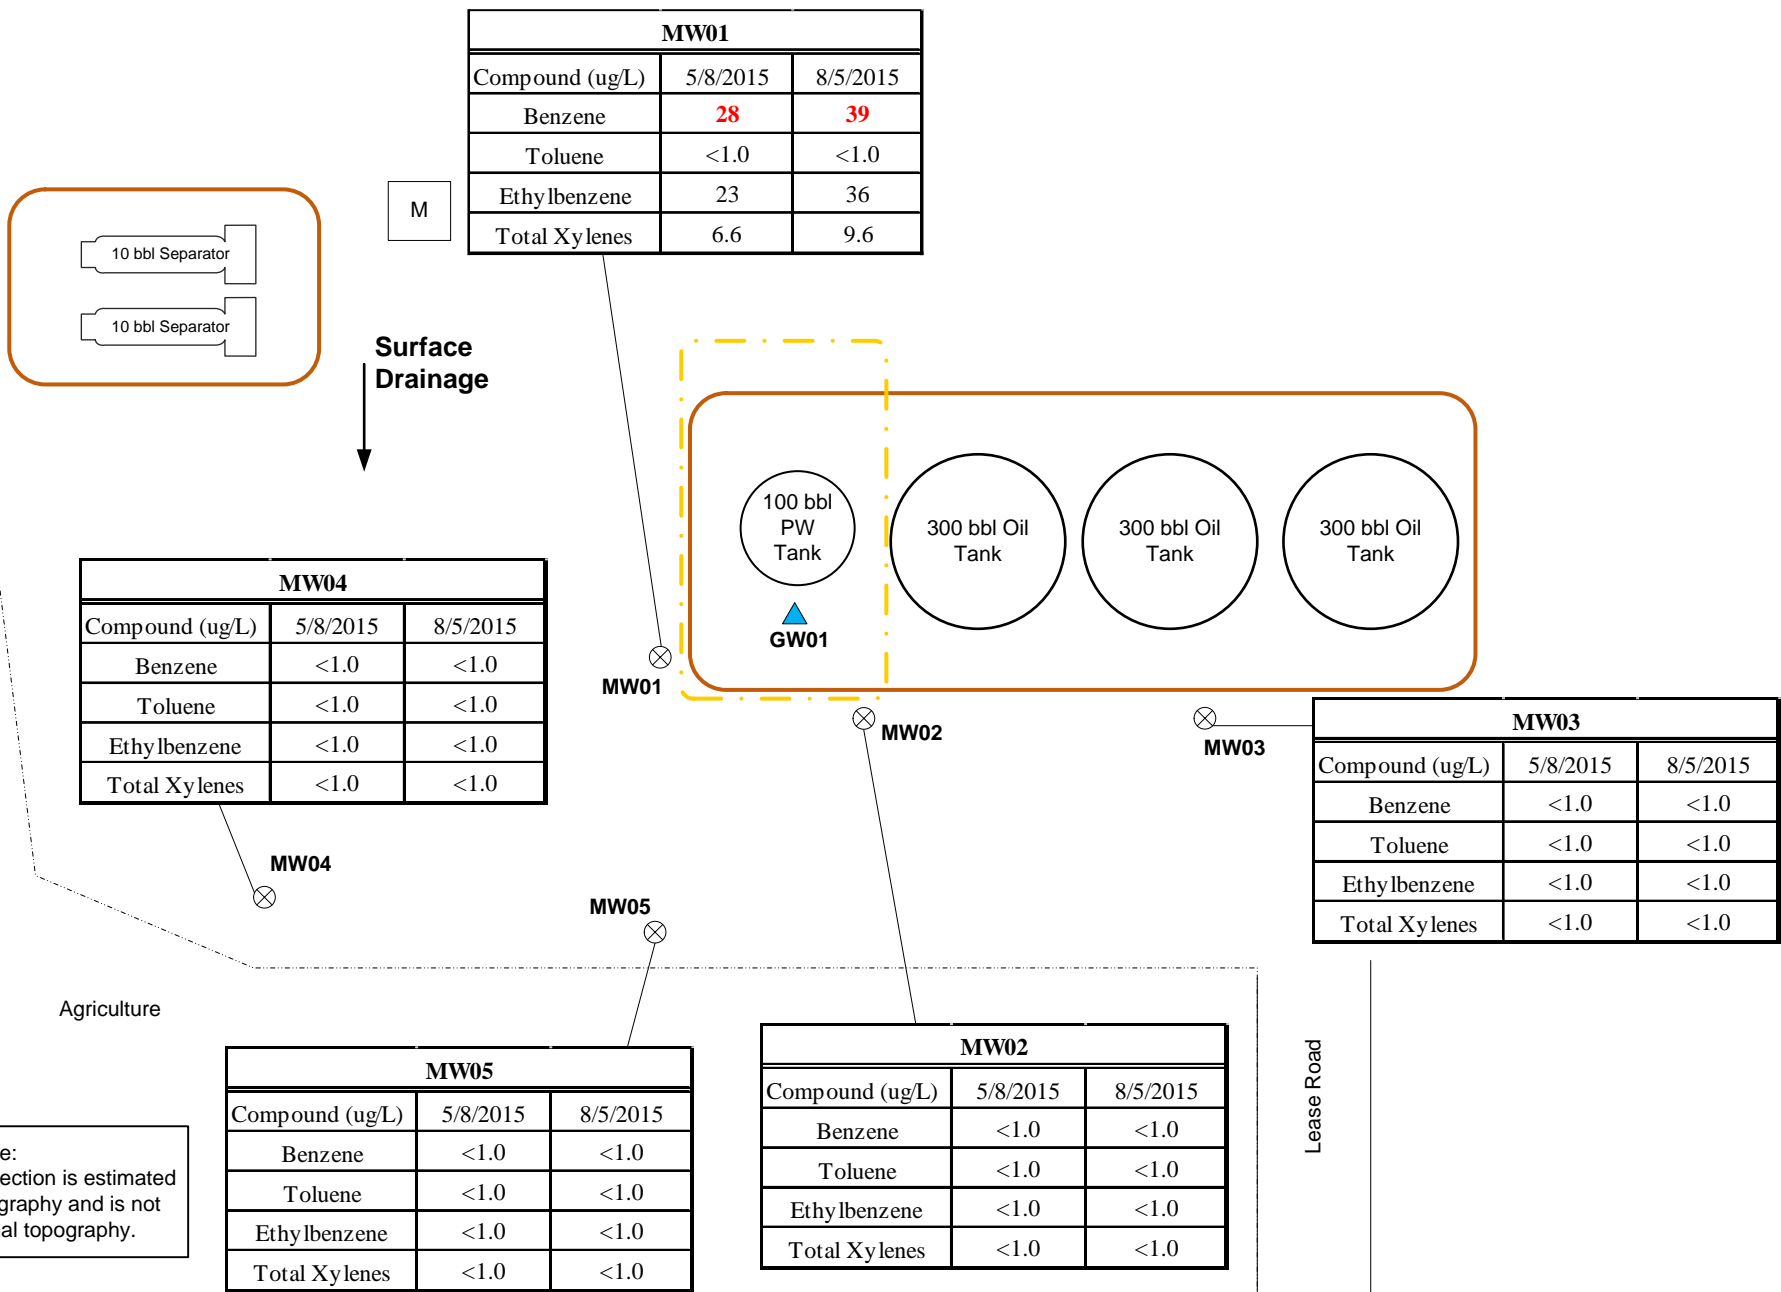 MW01
Compound (ug/L) 5/8/2015 8/5/2015
Benzene 28 39
Toluene <1.0 <1.0
Ethylbenzene 23 36
Total Xylenes 6.6 9.6
M
10 bbl Separator
10 bbl Separator
Surface
Drainage
100 bbl
PW
Tank
300 bbl Oil
Tank
300 bbl Oil
Tank
300 bbl Oil
Tank
GW01
MW01
MW02
MW03
MW04
Compound (ug/L) 5/8/2015 8/5/2015
Benzene <1.0 <1.0
Toluene <1.0 <1.0
Ethylbenzene <1.0 <1.0
Total Xylenes <1.0 <1.0
MW03
Compound (ug/L) 5/8/2015 8/5/2015
Benzene <1.0 <1.0
Toluene <1.0 <1.0
Ethylbenzene <1.0 <1.0
Total Xylenes <1.0 <1.0
MW04
MW05
Agriculture
MW05
Compound (ug/L) 5/8/2015 8/5/2015
Benzene <1.0 <1.0
Toluene <1.0 <1.0
Ethylbenzene <1.0 <1.0
Total Xylenes <1.0 <1.0
MW02
Compound (ug/L) 5/8/2015 8/5/2015
Benzene <1.0 <1.0
Toluene <1.0 <1.0
Ethylbenzene <1.0 <1.0
Total Xylenes <1.0 <1.0
Lease Road
e:
ection is estimated
graphy and is not
al topography.